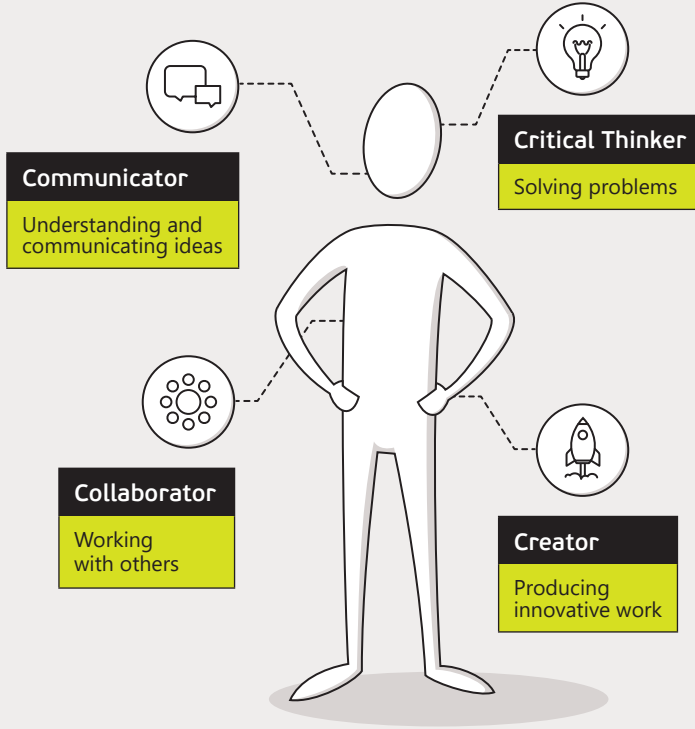 Communicator
Understanding and
communicating ideas
Critical Thinker
Solving problems
Collaborator
Working
with others
Creator
Producing
innovative work